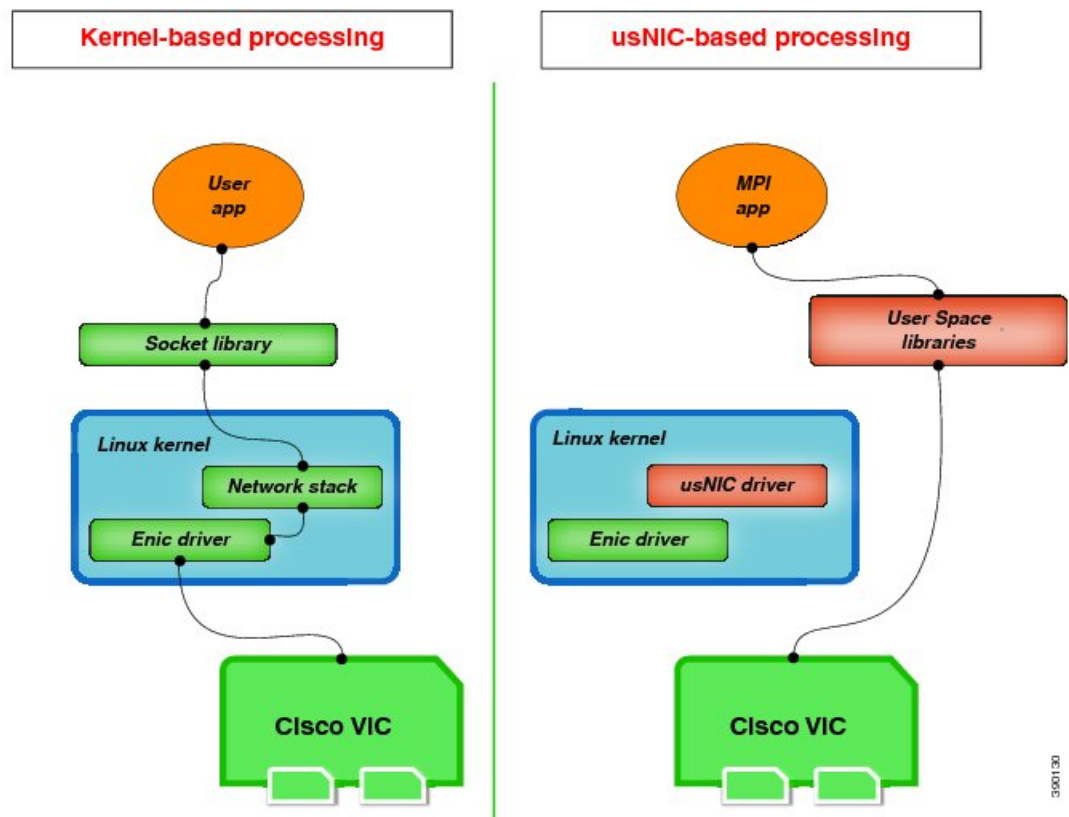 Kernel-based processing
User
app
Socket library
Linux kernel
Network stack
Enic driver
Cisco VIC
usNIC-based processing
MPI
app
User Space
libraries
Linux kernel
usNIC driver
Enic driver
Cisco VIC
390130